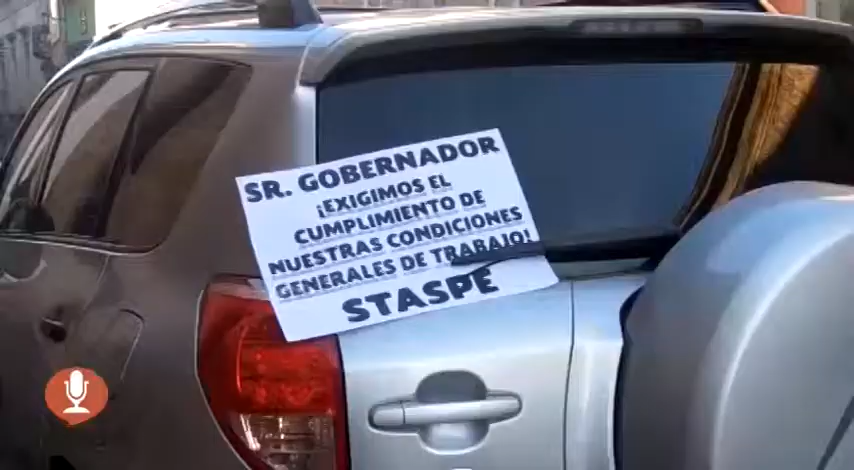 SR. GOBERNADOR
¡EXIGIMOS EL
CUMPLIMIENTO DE
NUESTRAS CONDICIONES
GENERALES DE TRABAJO!
STASPE